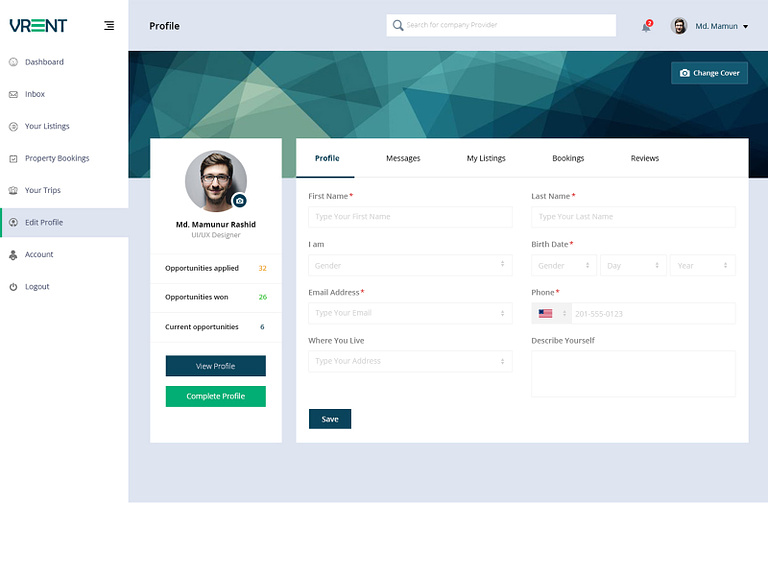 VRENT
Dashboard
Inbox
Your Listings
Property Bookings
Your Trips
Edit Profile
Account
Logout
Profile
Search for company Provider
2
Md. Mamun
Change Cover
Md. Mamunur Rashid
UI/UX Designer
Opportunities applied 32
Opportunities won 26
Current opportunities 6
View Profile
Complete Profile
Profile Messages My Listings Bookings Reviews
First Name* Last Name*
Type Your First Name Type Your Last Name
I am Birth Date*
Gender Gender Day Year
Email Address* Phone*
Type Your Email 201-555-0123
Where You Live Describe Yourself
Type Your Address
Save